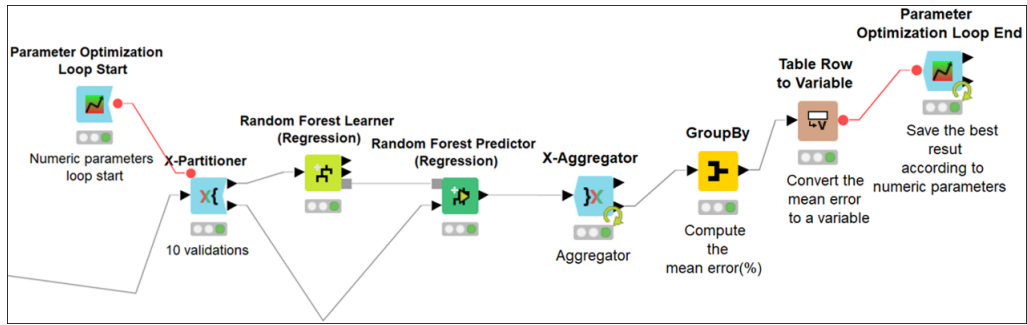 Parameter Optimization
Loop Start
Numeric parameters
loop start
X-Partitioner
X{
10 validations
Random Forest Learner
(Regression)
Random Forest Predictor
(Regression)
X-Aggregator
}X
Aggregator
GroupBy
Compute
the
mean error(%)
Table Row
to Variable
V
Convert the
mean error
to a variable
Parameter
Optimization Loop End
Save the best
resut
according to
numeric parameters